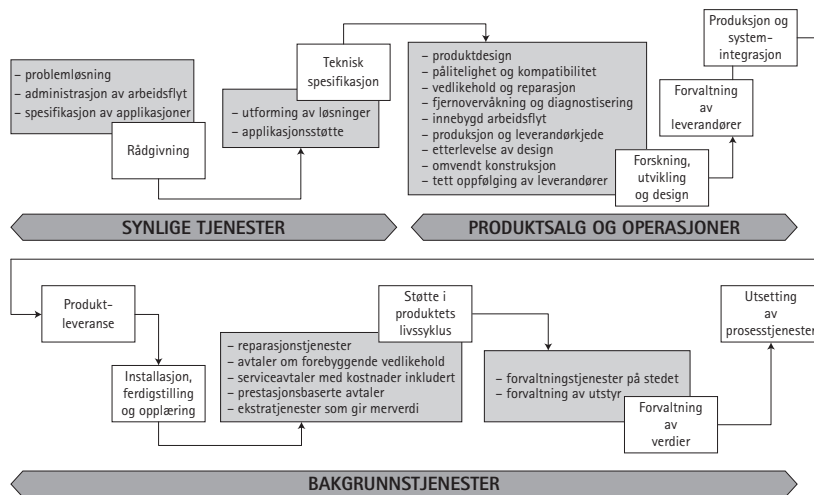 – problemløsning
– administrasjon av arbeidsflyt
– spesifikasjon av applikasjoner
Rådgivning
Teknisk
spesifikasjon
– utforming av løsninger
– applikasjonsstøtte
– produktdesign
– pålitelighet og kompatibilitet
– vedlikehold og reparasjon
– fjernovervåkning og diagnostisering
– innebygd arbeidsflyt
– produksjon og leverandørkjede
– etterlevelse av design
– omvendt konstruksjon
– tett oppfølging av leverandører
Forskning,
utvikling
og design
Forvaltning
av
leverandører
Produksjon og
system-
integrasjon
SYNLIGE TJENESTER
PRODUKTSALG OG OPERASJONER
Produkt-
leveranse
Installasjon,
ferdigstilling
og opplæring
– reparasjonstjenester
– avtaler om forebyggende vedlikehold
– serviceavtaler med kostnader inkludert
– prestasjonsbaserte avtaler
– ekstratjenester som gir merverdi
Støtte i
produktets
livssyklus
– forvaltningstjenester på stedet
– forvaltning av utstyr
Forvaltning
av
verdier
Utsetting
av
prosesstjenester
BAKGRUNNSTJENESTER